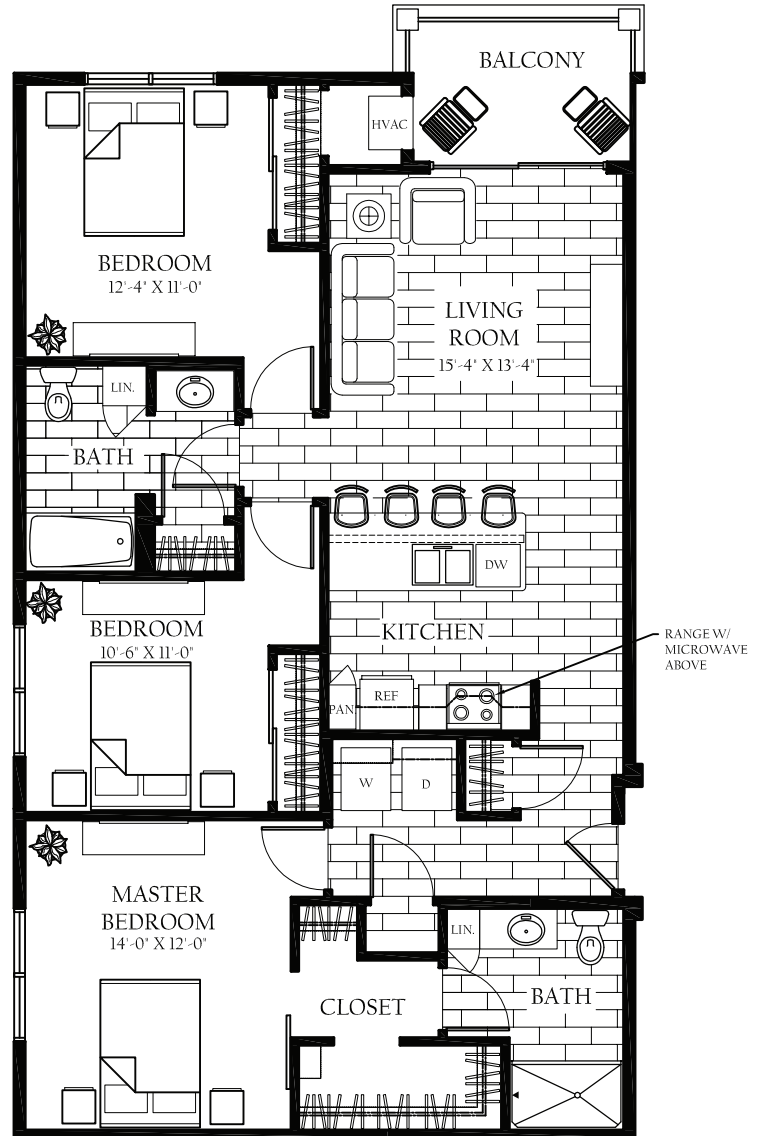 BALCONY
HVAC
BEDROOM
12'-4" X 11'-0"
LIVING
ROOM
15'-4" X 13'-4"
LIN.
BATH
DW
BEDROOM
10'-6" X 11'-0"
KITCHEN
RANGE W/
MICROWAVE
ABOVE
PAN
REF
W
D
MASTER
BEDROOM
14'-0" X 12'-0"
LIN.
CLOSET
BATH